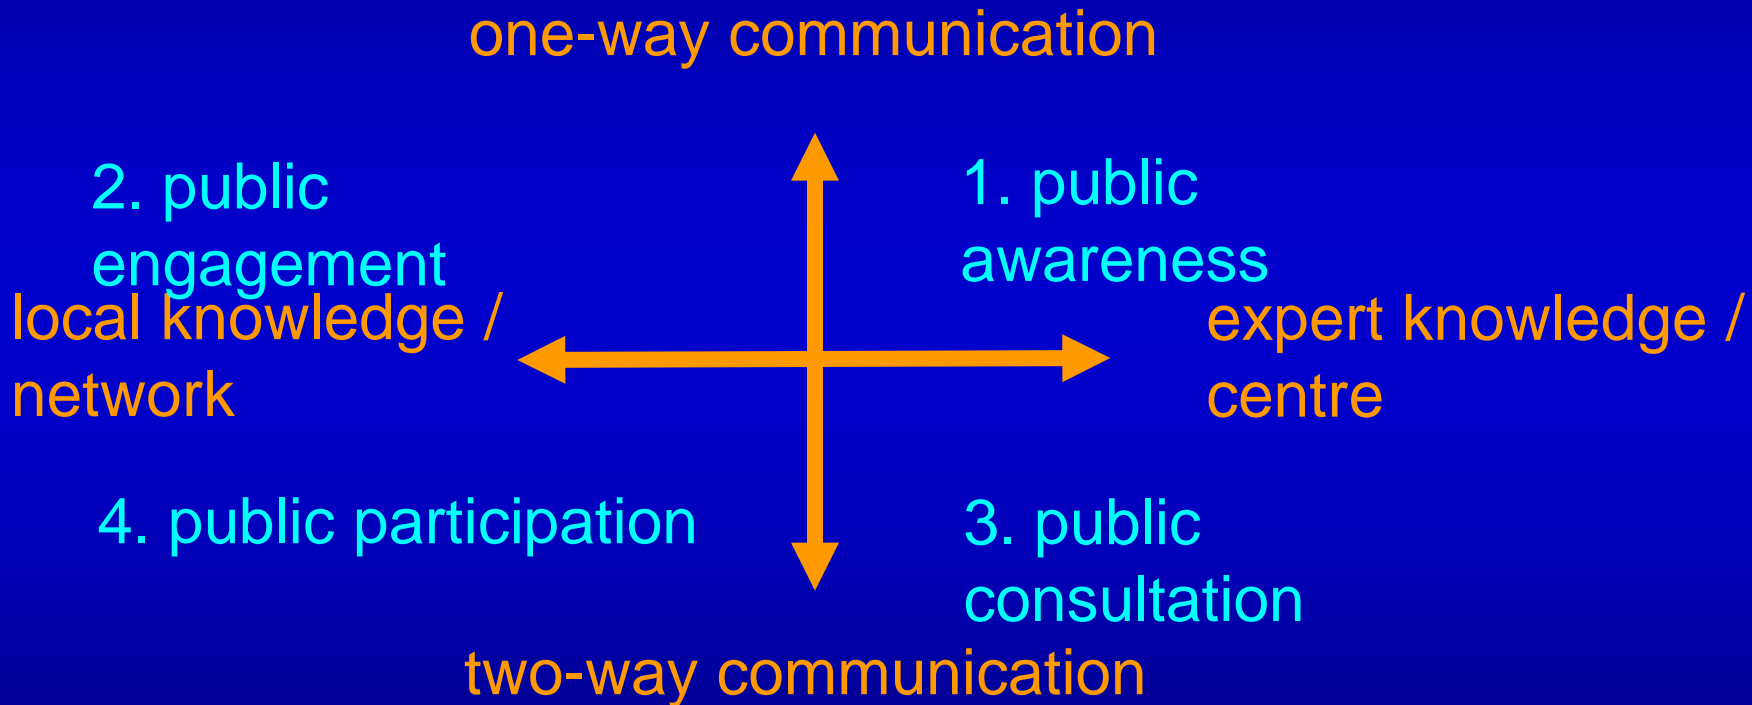 one-way communication
2. public
engagement
1. public
awareness
local knowledge /
network
expert knowledge /
centre
4. public participation
3. public
consultation
two-way communication